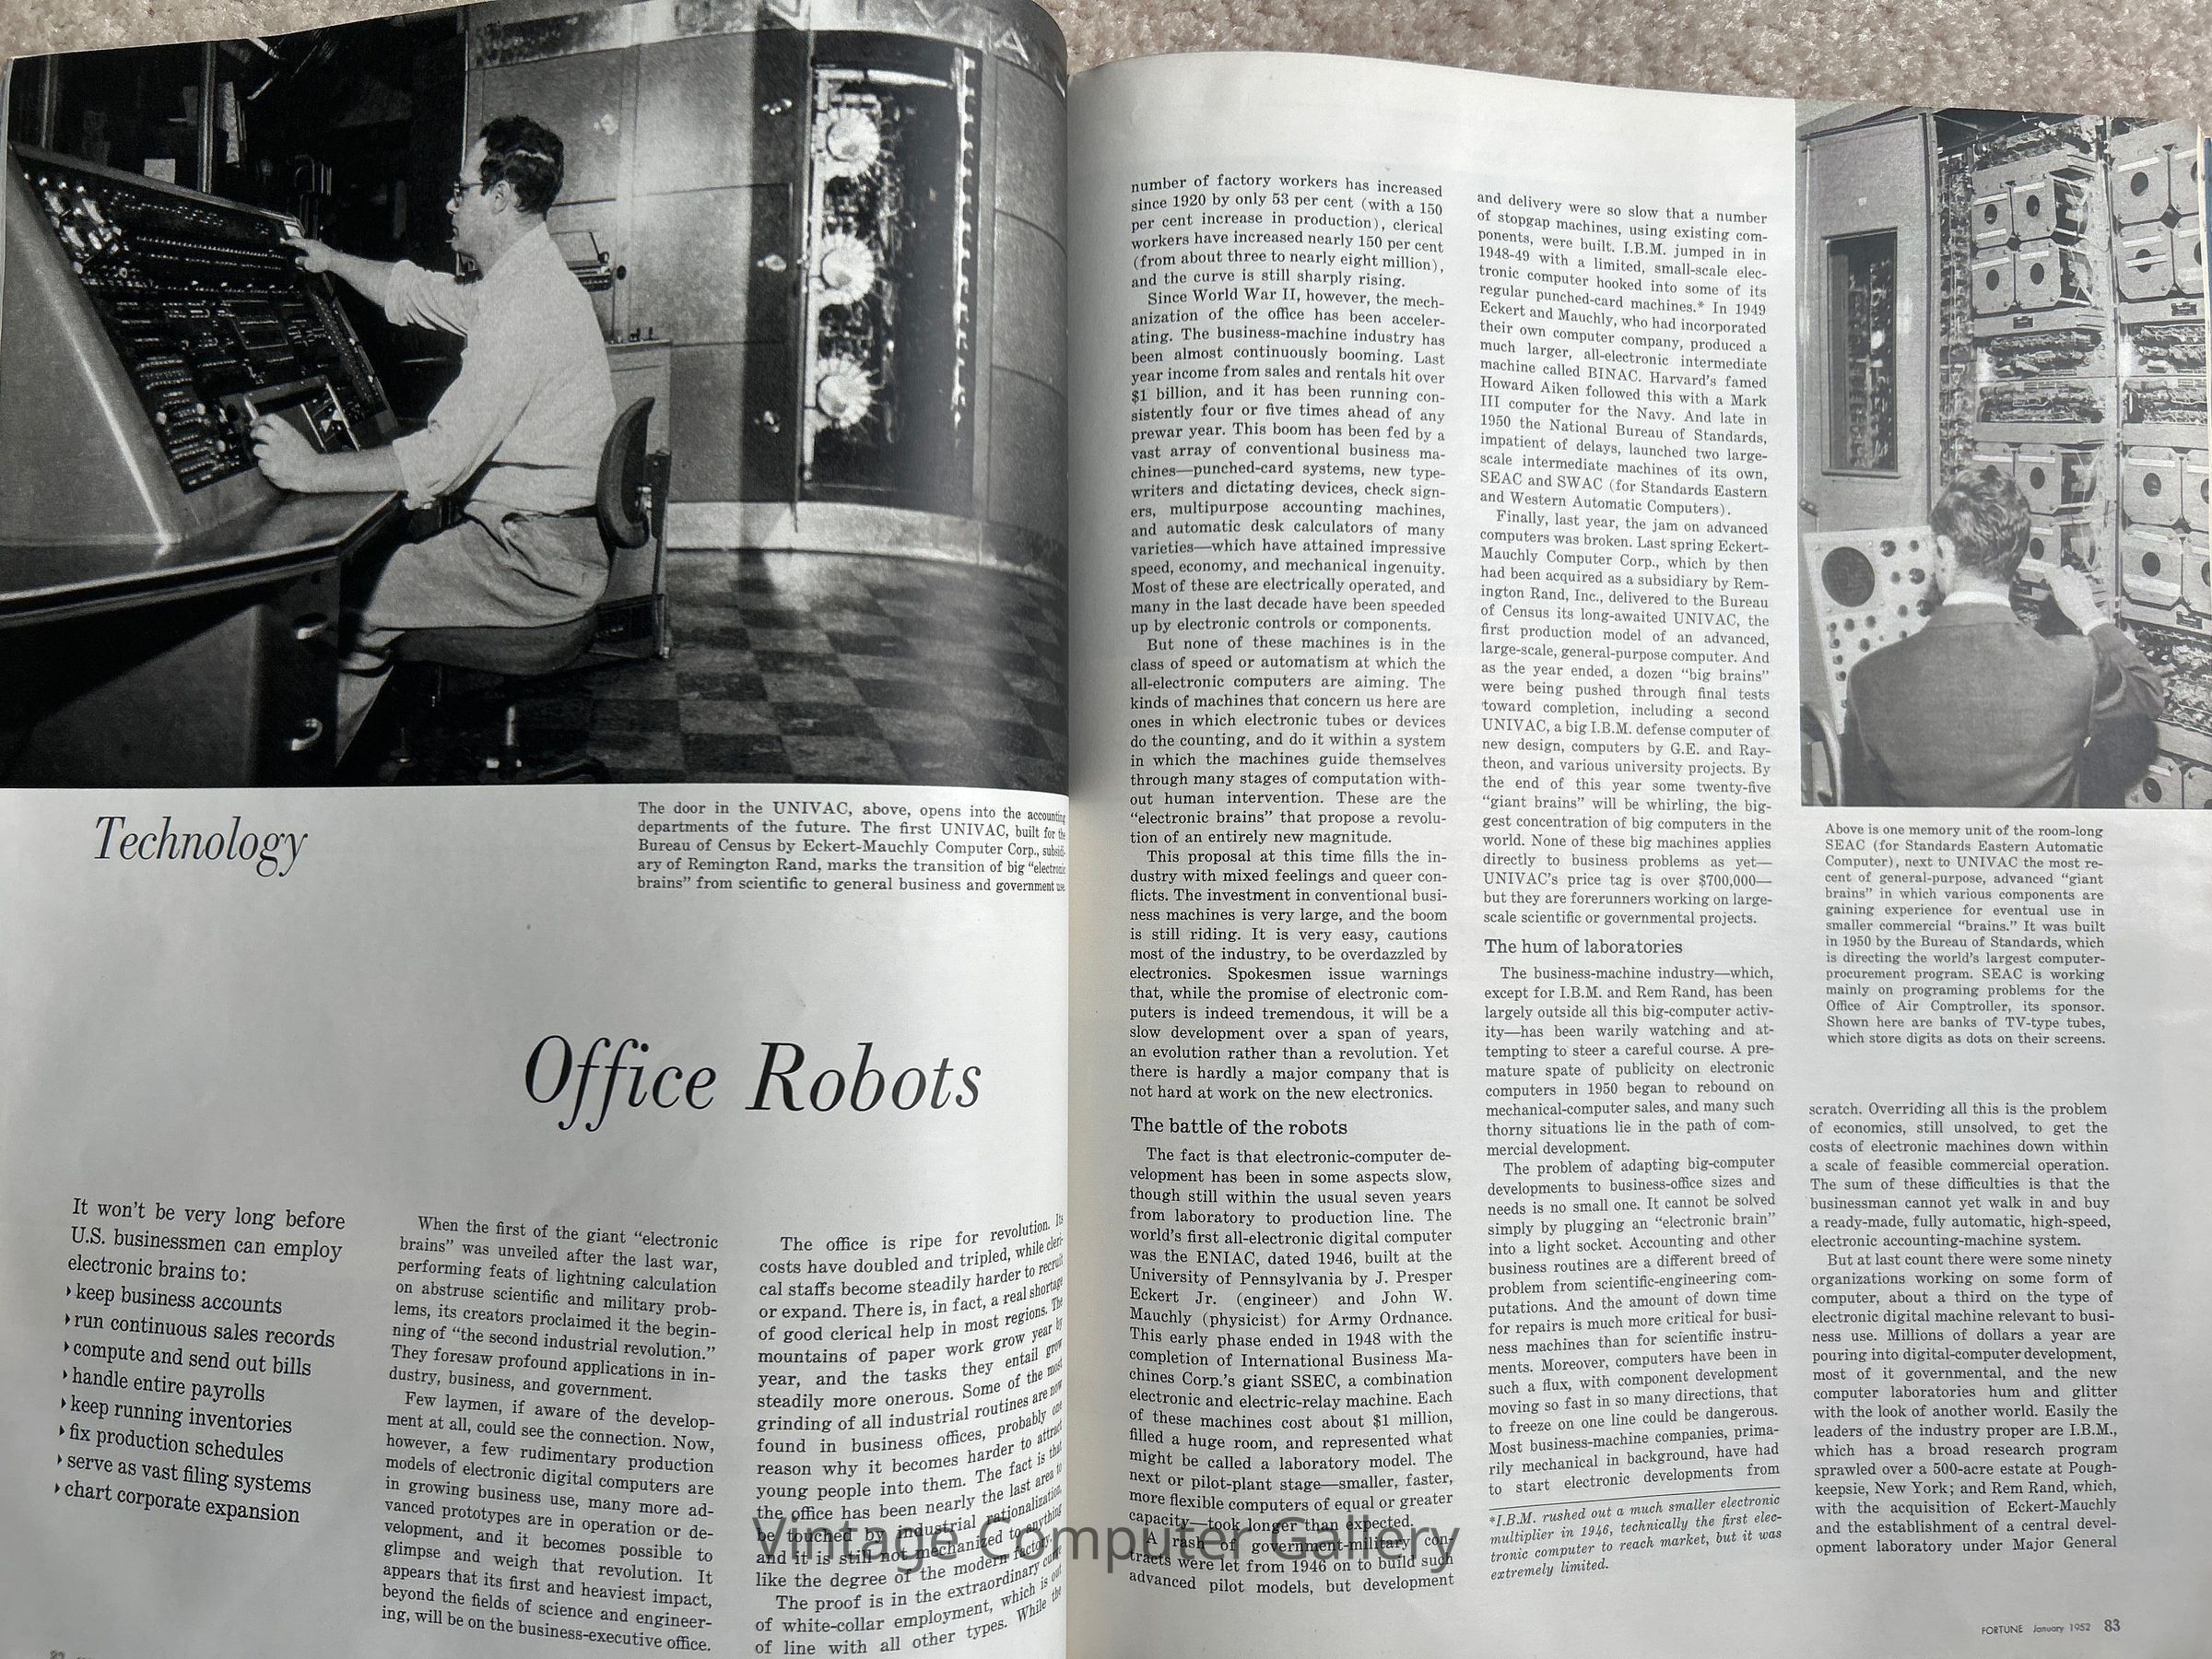 UNIVA
The door in the UNIVAC, above, opens into the accounting
departments of the future. The first UNIVAC, built for the
Bureau of Census by Eckert-Mauchly Computer Corp., subsidi-
ary of Remington Rand, marks the transition of big “electronic
brains” from scientific to general business and government use.
Technology
Office Robots
It won’t be very long before
U.S. businessmen can employ
electronic brains to:
keep business accounts
run continuous sales records
compute and send out bills
handle entire payrolls
keep running inventories
fix production schedules
serve as vast filing systems
chart corporate expansion
When the first of the giant “electronic
brains” was unveiled after the last war,
performing feats of lightning calculation
on abstruse scientific and military prob-
lems, its creators proclaimed it the begin-
ning of “the second industrial revolution.”
They foresaw profound applications in in-
dustry, business, and government.
Few laymen, if aware of the develop-
ment at all, could see the connection. Now,
however, a few rudimentary production
models of electronic digital computers are
in growing business use, many more ad-
vanced prototypes are in operation or de-
velopment, and it becomes possible to
glimpse and weigh that revolution. It
appears that its first and heaviest impact,
beyond the fields of science and engineer-
ing, will be on the business-executive office.
The office is ripe for revolution. Its
costs have doubled and tripled, while cleri-
cal staffs become steadily harder to recruit
or expand. There is, in fact, a real shortage
of good clerical help in most regions. The
mountains of paper work grow year by
year, and the tasks they entail grow
steadily more onerous. Some of the most
grinding of all industrial routines are now
found in business offices, probably one
reason why it becomes harder to attract
young people into them. The fact is that
the office has been nearly the last area to
be touched by industrial rationalization,
and it is still not mechanized to anything
like the degree of the modern factory.
The proof is in the extraordinary curve
of white-collar employment, which is out
of line with all other types. While the
number of factory workers has increased
since 1920 by only 53 per cent (with a 150
per cent increase in production), clerical
workers have increased nearly 150 per cent
(from about three to nearly eight million),
and the curve is still sharply rising.
Since World War II, however, the mech-
anization of the office has been acceler-
ating. The business-machine industry has
been almost continuously booming. Last
year income from sales and rentals hit over
$1 billion, and it has been running con-
sistently four or five times ahead of any
prewar year. This boom has been fed by a
vast array of conventional business ma-
chines—punched-card systems, new type-
writers and dictating devices, check sign-
ers, multipurpose accounting machines,
and automatic desk calculators of many
varieties—which have attained impressive
speed, economy, and mechanical ingenuity.
Most of these are electrically operated, and
many in the last decade have been speeded
up by electronic controls or components.
But none of these machines is in the
class of speed or automatism at which the
all-electronic computers are aiming. The
kinds of machines that concern us here are
ones in which electronic tubes or devices
do the counting, and do it within a system
in which the machines guide themselves
through many stages of computation with-
out human intervention. These are the
“electronic brains” that propose a revolu-
tion of an entirely new magnitude.
This proposal at this time fills the in-
dustry with mixed feelings and queer con-
flicts. The investment in conventional busi-
ness machines is very large, and the boom
is still riding. It is very easy, cautions
most of the industry, to be overdazzled by
electronics. Spokesmen issue warnings
that, while the promise of electronic com-
puters is indeed tremendous, it will be a
slow development over a span of years,
an evolution rather than a revolution. Yet
there is hardly a major company that is
not hard at work on the new electronics.
The battle of the robots
The fact is that electronic-computer de-
velopment has been in some aspects slow,
though still within the usual seven years
from laboratory to production line. The
world’s first all-electronic digital computer
was the ENIAC, dated 1946, built at the
University of Pennsylvania by J. Presper
Eckert Jr. (engineer) and John W.
Mauchly (physicist) for Army Ordnance.
This early phase ended in 1948 with the
completion of International Business Ma-
chines Corp.’s giant SSEC, a combination
electronic and electric-relay machine. Each
of these machines cost about $1 million,
filled a huge room, and represented what
might be called a laboratory model. The
next or pilot-plant stage—smaller, faster,
more flexible computers of equal or greater
capacity—took longer than expected.
A rash of government-military con-
tracts were let from 1946 on to build such
advanced pilot models, but development
and delivery were so slow that a number
of stopgap machines, using existing com-
ponents, were built. I.B.M. jumped in in
1948-49 with a limited, small-scale elec-
tronic computer hooked into some of its
regular punched-card machines.* In 1949
Eckert and Mauchly, who had incorporated
their own computer company, produced a
much larger, all-electronic intermediate
machine called BINAC. Harvard’s famed
Howard Aiken followed this with a Mark
III computer for the Navy. And late in
1950 the National Bureau of Standards,
impatient of delays, launched two large-
scale intermediate machines of its own,
SEAC and SWAC (for Standards Eastern
and Western Automatic Computers).
Finally, last year, the jam on advanced
computers was broken. Last spring Eckert-
Mauchly Computer Corp., which by then
had been acquired as a subsidiary by Rem-
ington Rand, Inc., delivered to the Bureau
of Census its long-awaited UNIVAC, the
first production model of an advanced,
large-scale, general-purpose computer. And
as the year ended, a dozen “big brains”
were being pushed through final tests
toward completion, including a second
UNIVAC, a big I.B.M. defense computer of
new design, computers by G.E. and Ray-
theon, and various university projects. By
the end of this year some twenty-five
“giant brains” will be whirling, the big-
gest concentration of big computers in the
world. None of these big machines applies
directly to business problems as yet—
UNIVAC’s price tag is over $700,000—
but they are forerunners working on large-
scale scientific or governmental projects.
The hum of laboratories
The business-machine industry—which,
except for I.B.M. and Rem Rand, has been
largely outside all this big-computer activ-
ity—has been warily watching and at-
tempting to steer a careful course. A pre-
mature spate of publicity on electronic
computers in 1950 began to rebound on
mechanical-computer sales, and many such
thorny situations lie in the path of com-
mercial development.
The problem of adapting big-computer
developments to business-office sizes and
needs is no small one. It cannot be solved
simply by plugging an “electronic brain”
into a light socket. Accounting and other
business routines are a different breed of
problem from scientific-engineering com-
putations. And the amount of down time
for repairs is much more critical for busi-
ness machines than for scientific instru-
ments. Moreover, computers have been in
such a flux, with component development
moving so fast in so many directions, that
to freeze on one line could be dangerous.
Most business-machine companies, prima-
rily mechanical in background, have had
to start electronic developments from
*I.B.M. rushed out a much smaller electronic
multiplier in 1946, technically the first elec-
tronic computer to reach market, but it was
extremely limited.
Above is one memory unit of the room-long
SEAC (for Standards Eastern Automatic
Computer), next to UNIVAC the most re-
cent of general-purpose, advanced “giant
brains” in which various components are
gaining experience for eventual use in
smaller commercial “brains.” It was built
in 1950 by the Bureau of Standards, which
is directing the world’s largest computer-
procurement program. SEAC is working
mainly on programing problems for the
Office of Air Comptroller, its sponsor.
Shown here are banks of TV-type tubes,
which store digits as dots on their screens.
scratch. Overriding all this is the problem
of economics, still unsolved, to get the
costs of electronic machines down within
a scale of feasible commercial operation.
The sum of these difficulties is that the
businessman cannot yet walk in and buy
a ready-made, fully automatic, high-speed,
electronic accounting-machine system.
But at last count there were some ninety
organizations working on some form of
computer, about a third on the type of
electronic digital machine relevant to busi-
ness use. Millions of dollars a year are
pouring into digital-computer development,
most of it governmental, and the new
computer laboratories hum and glitter
with the look of another world. Easily the
leaders of the industry proper are I.B.M.,
which has a broad research program
sprawled over a 500-acre estate at Pough-
keepsie, New York; and Rem Rand, which,
with the acquisition of Eckert-Mauchly
and the establishment of a central devel-
opment laboratory under Major General
FORTUNE January 1952 83
Vintage Computer Gallery